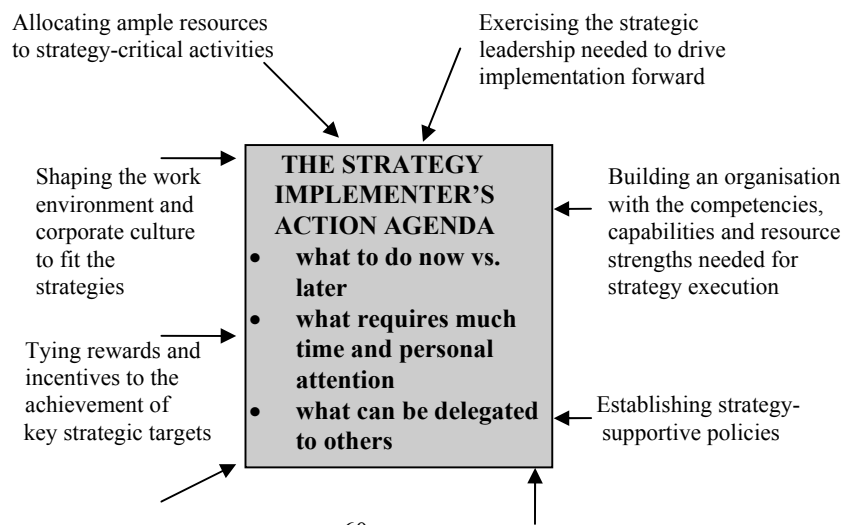 Allocating ample resources
to strategy-critical activities
Exercising the strategic
leadership needed to drive
implementation forward
Shaping the work
environment and
corporate culture
to fit the
strategies
THE STRATEGY
IMPLEMENTER'S
ACTION AGENDA
• what to do now vs.
later
• what requires much
time and personal
attention
• what can be delegated
to others
Building an organisation
with the competencies,
capabilities and resource
strengths needed for
strategy execution
Tying rewards and
incentives to the
achievement of
key strategic targets
Establishing strategy-
supportive policies